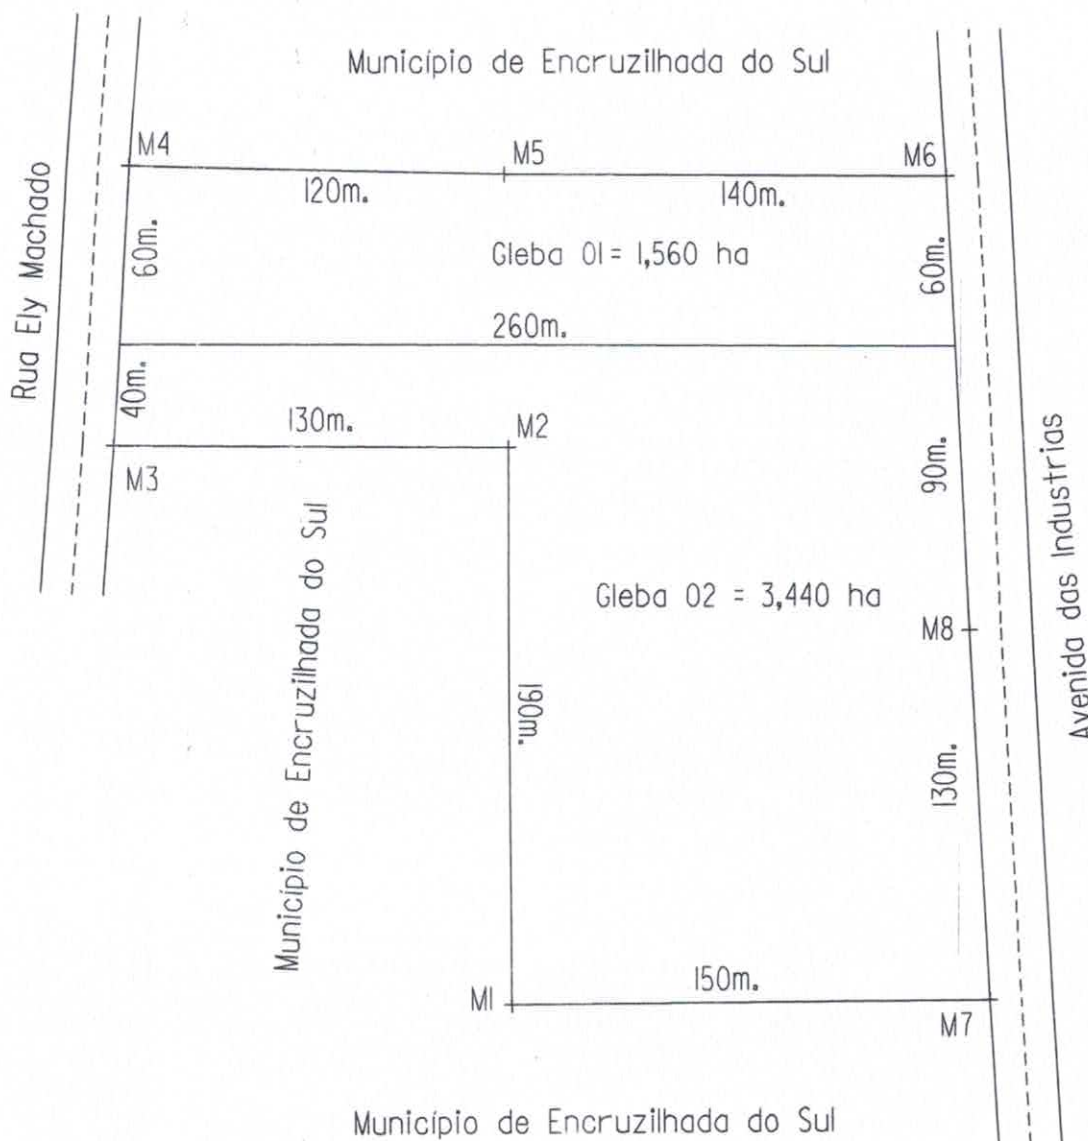 Município de Encruzilhada do Sul
M4
M5
M6
120m.
140m.
Rua Ely Machado
60m.
Gleba 01= 1,560 ha
60m.
260m.
40m.
130m.
M2
M3
90m.
Avenida das Industrias
Município de Encruzilhada do Sul
Gleba 02 = 3,440 ha
M8
190m.
130m.
150m.
M1
M7
Município de Encruzilhada do Sul